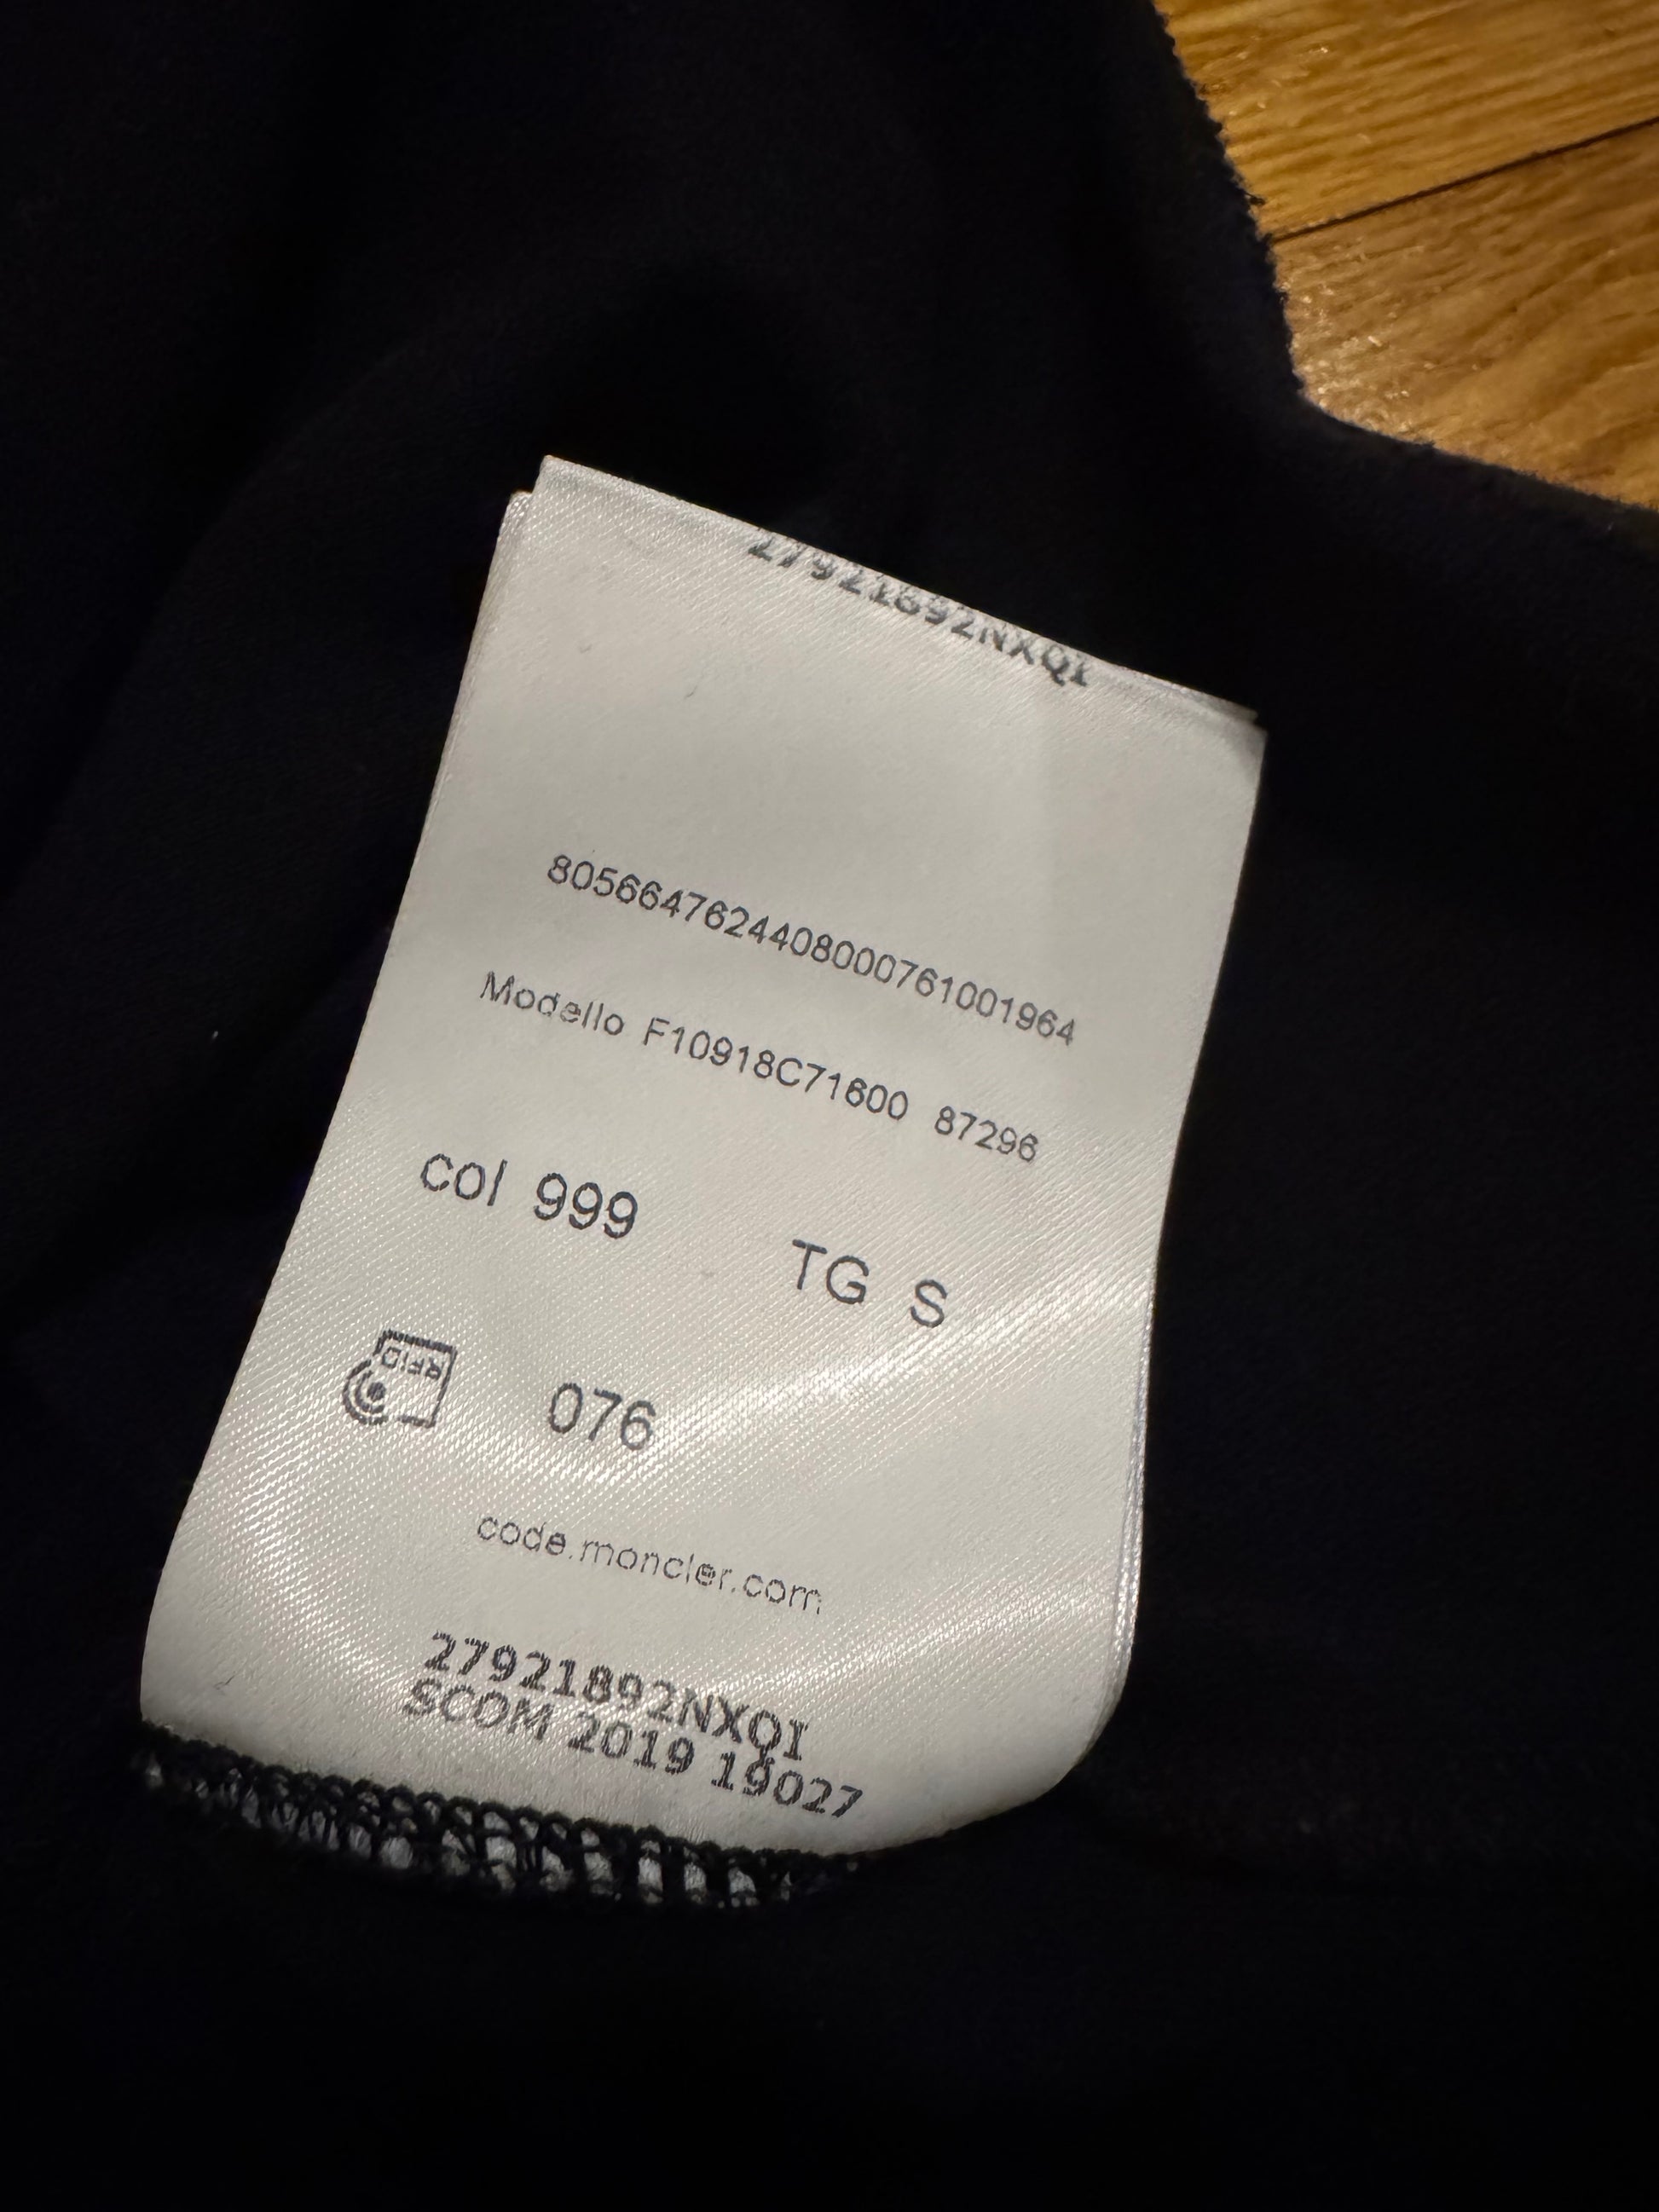 27921892NXQI
8056647624408000761001964
Modello F10918C71600 87296
col 999 TG S
RFID
076
code.moncler.com
27921892NXQI
SCOM 2019 19027